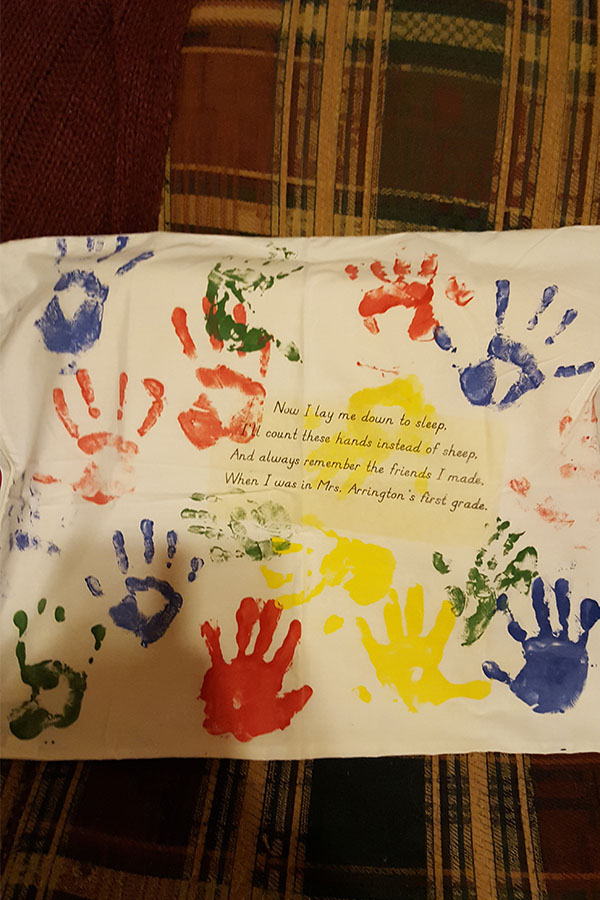 Now I lay me down to sleep,
I'll count these hands instead of sheep,
And always remember the friends I made,
When I was in Mrs. Arrington's first grade.